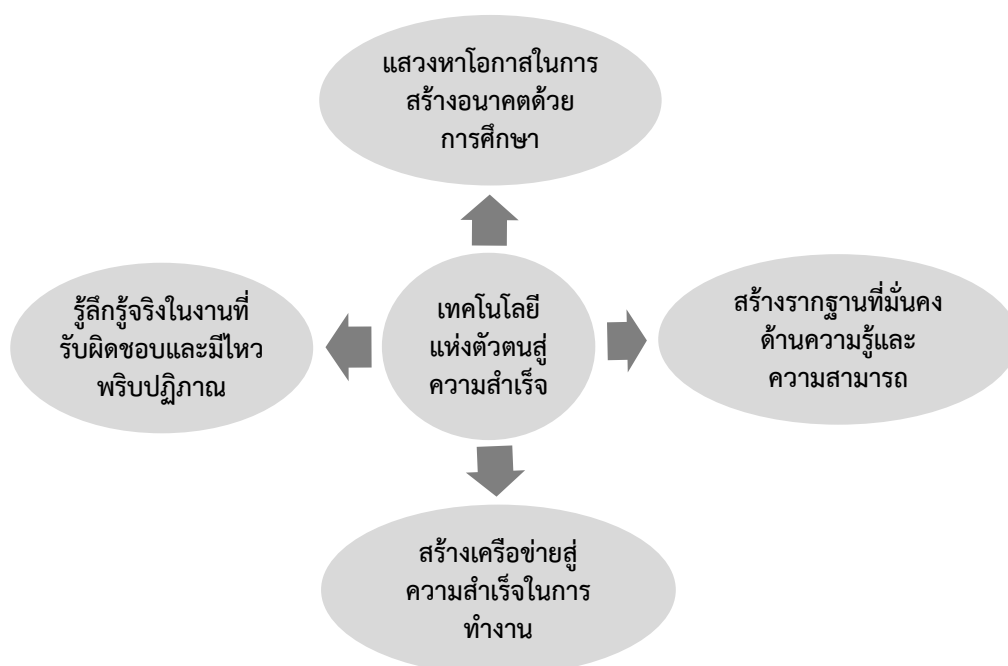 แสวงหาโอกาสในการ
สร้างอนาคตด้วย
การศึกษา
รู้ลึกรู้จริงในงานที่
รับผิดชอบและมีไหว
พริบปฏิภาณ
เทคโนโลยี
แห่งตัวตนสู่
ความสำเร็จ
สร้างรากฐานที่มั่นคง
ด้านความรู้และ
ความสามารถ
สร้างเครือข่ายสู่
ความสำเร็จในการ
ทำงาน